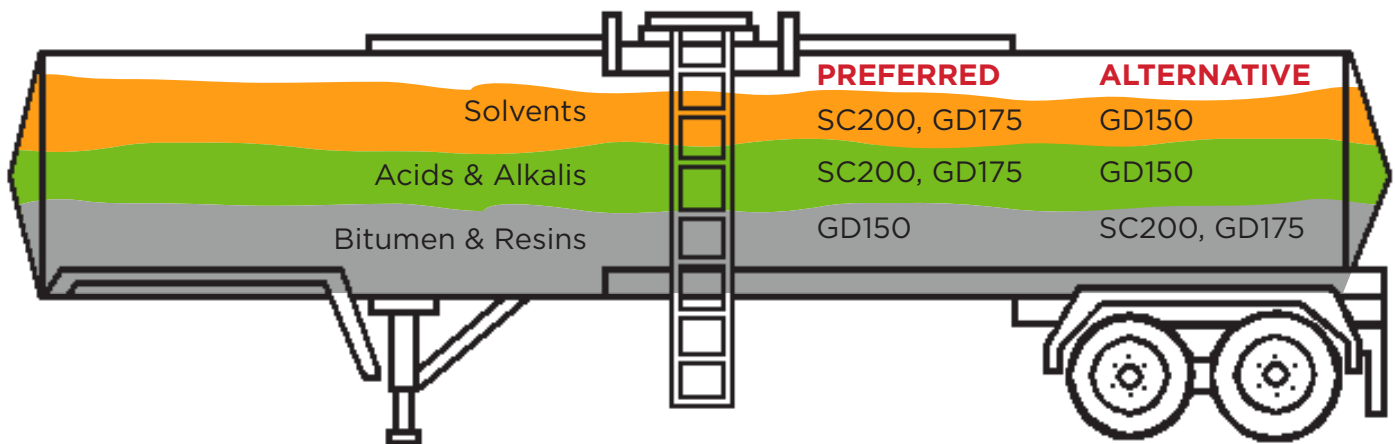 PREFERRED ALTERNATIVE
Solvents SC200, GD175 GD150
Acids & Alkalis SC200, GD175 GD150
Bitumen & Resins GD150 SC200, GD175